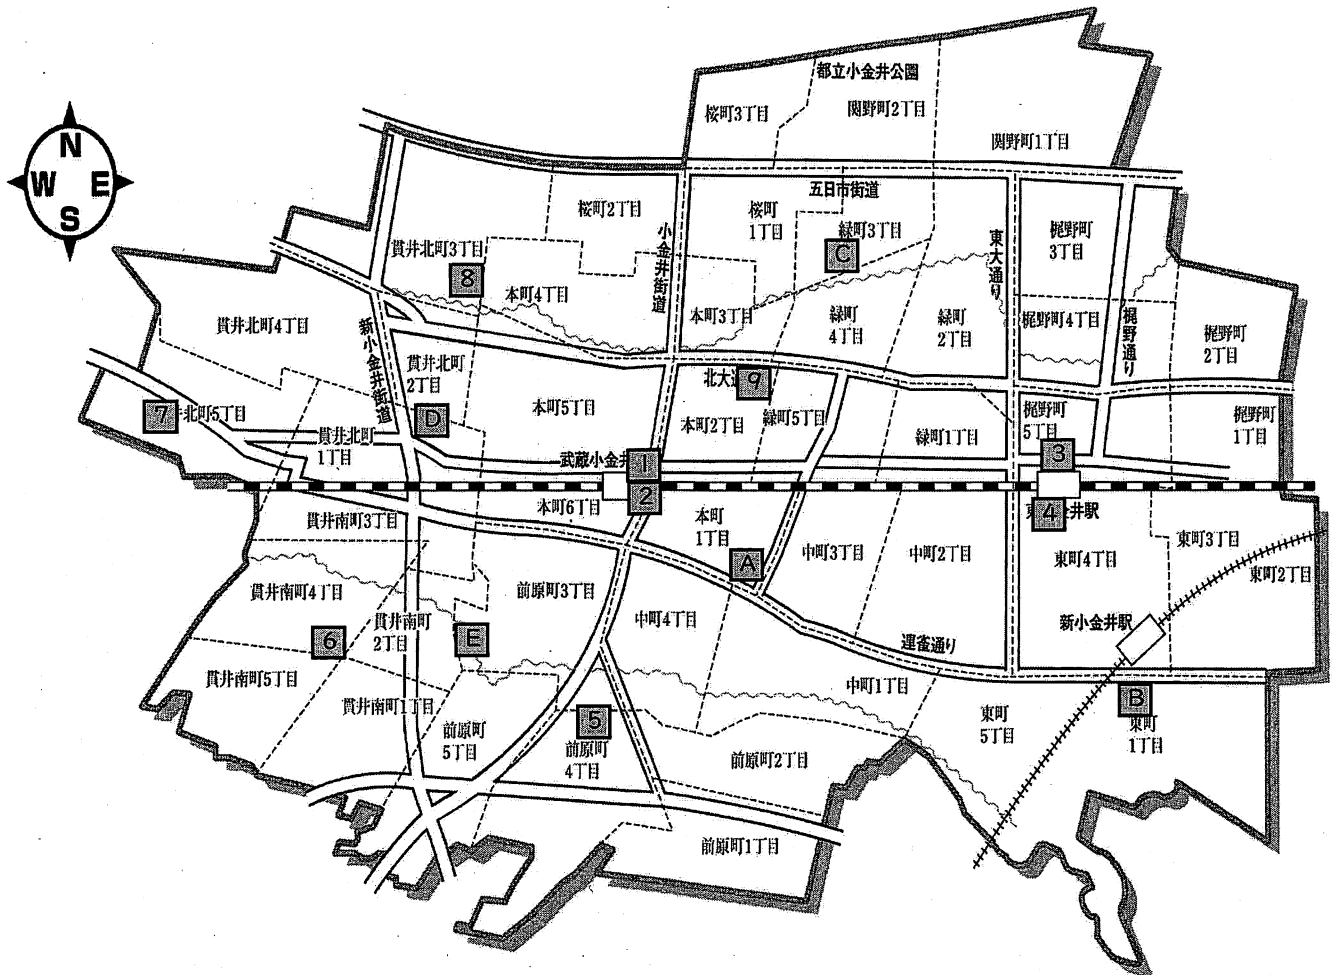 都立小金井公園
桜町3丁目
関野町2丁目
関野町1丁目
N
W E
S
五日市街道
桜町2丁目
桜町
1丁目
緑町3丁目
梶野町
3丁目
小金井街道
東大通り
貫井北町3丁目
C
8
本町4丁目
本町3丁目
緑町
4丁目
緑町
2丁目
梶野町4丁目
梶野通り
梶野町
2丁目
貫井北町4丁目
新小金井街道
貫井北町
2丁目
北大通
9
本町5丁目
7
北町5丁目
D
本町2丁目
緑町5丁目
緑町1丁目
梶野町
5丁目
梶野町
1丁目
貫井北町
1丁目
武蔵小金井
1
3
2
本町6丁目
4
井駅
貫井南町3丁目
本町
1丁目
中町3丁目
中町2丁目
東町4丁目
東町3丁目
東町2丁目
A
貫井南町4丁目
前原町3丁目
貫井南町
2丁目
中町4丁目
新小金井駅
6
E
連雀通り
貫井南町5丁目
中町1丁目
貫井南町1丁目
B
前原町
5丁目
5
前原町
4丁目
東町
5丁目
東町
1丁目
前原町2丁目
前原町1丁目